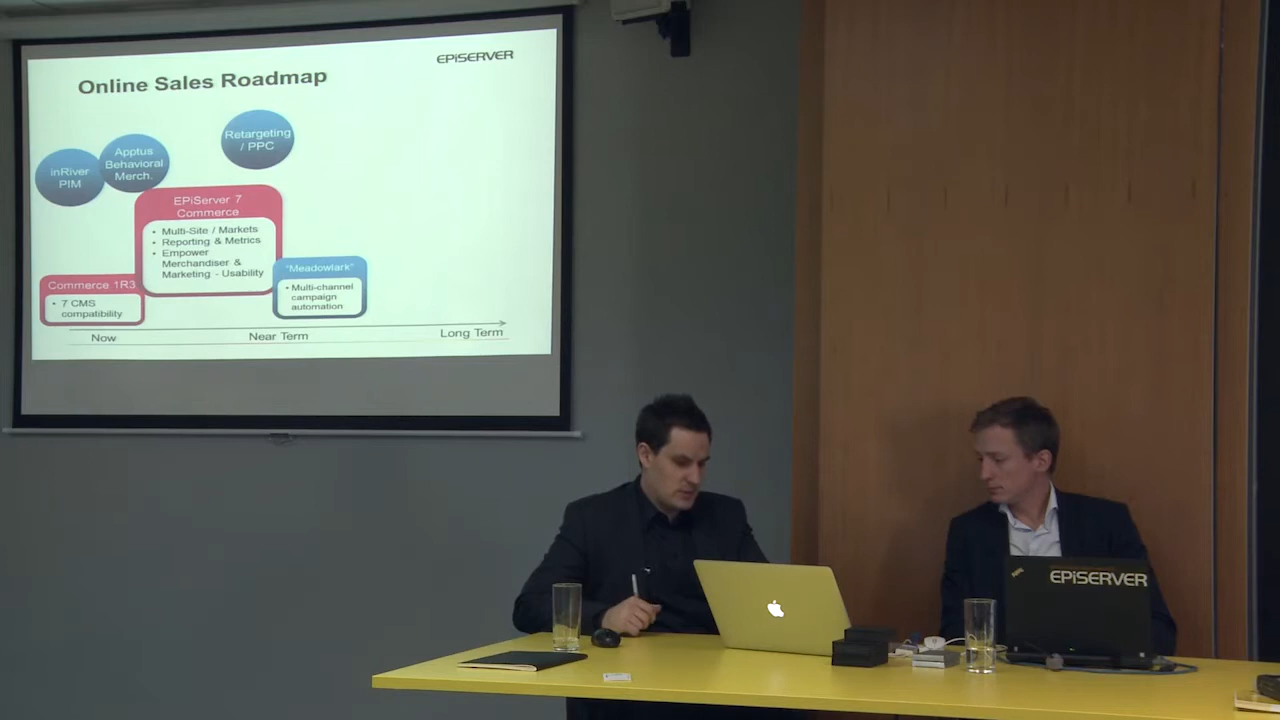 EPiSERVER
Online Sales Roadmap
Retargeting
/ PPC
Apptus
Behavioral
Merch.
inRiver
PIM
EPiServer 7
Commerce
• Multi-Site / Markets
• Reporting & Metrics
• Empower
Merchandiser &
Marketing - Usability
"Meadowlark"
• Multi-channel
campaign
automation
Commerce 1R3
• 7 CMS
compatibility
Now
Near Term
Long Term
EPiSERVER